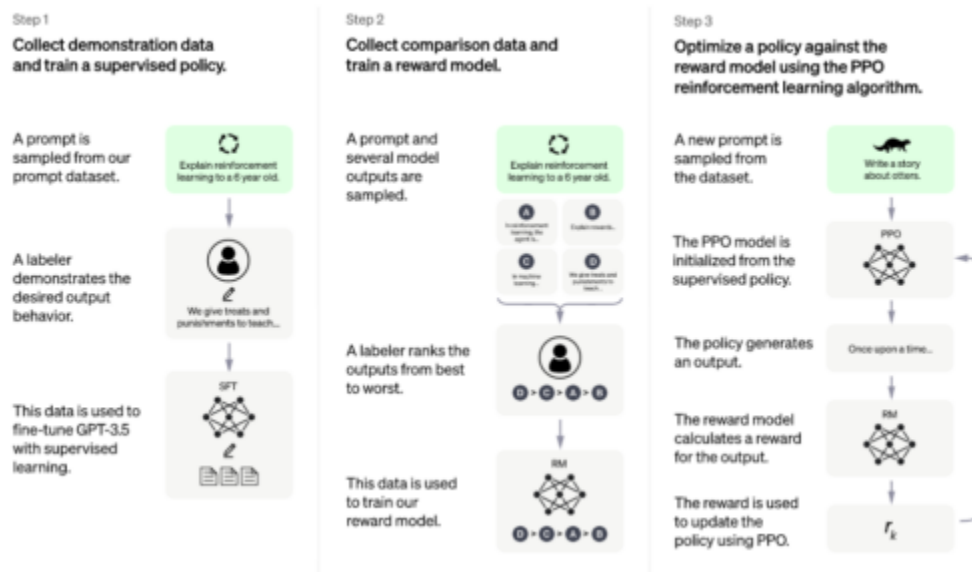 Step 1
Collect demonstration data
and train a supervised policy.
A prompt is
sampled from our
prompt dataset.
Explain reinforcement
learning to a 6 year old.
A labeler
demonstrates the
desired output
behavior.
We give treats and
punishments to teach...
This data is used to
fine-tune GPT-3.5
with supervised
learning.
SFT
Step 2
Collect comparison data and
train a reward model.
A prompt and
several model
outputs are
sampled.
Explain reinforcement
learning to a 6 year old.
A
In reinforcement
learning, the
agent is...
B
Explain rewards...
C
In machine
learning...
D
We give treats and
punishments to
teach...
A labeler ranks the
outputs from best
to worst.
D > C > A > B
This data is used
to train our
reward model.
RM
D > C > A > B
Step 3
Optimize a policy against the
reward model using the PPO
reinforcement learning algorithm.
A new prompt is
sampled from
the dataset.
Write a story
about otters.
The PPO model is
initialized from the
supervised policy.
PPO
The policy generates
an output.
Once upon a time...
The reward model
calculates a reward
for the output.
RM
The reward is used
to update the
policy using PPO.
rk